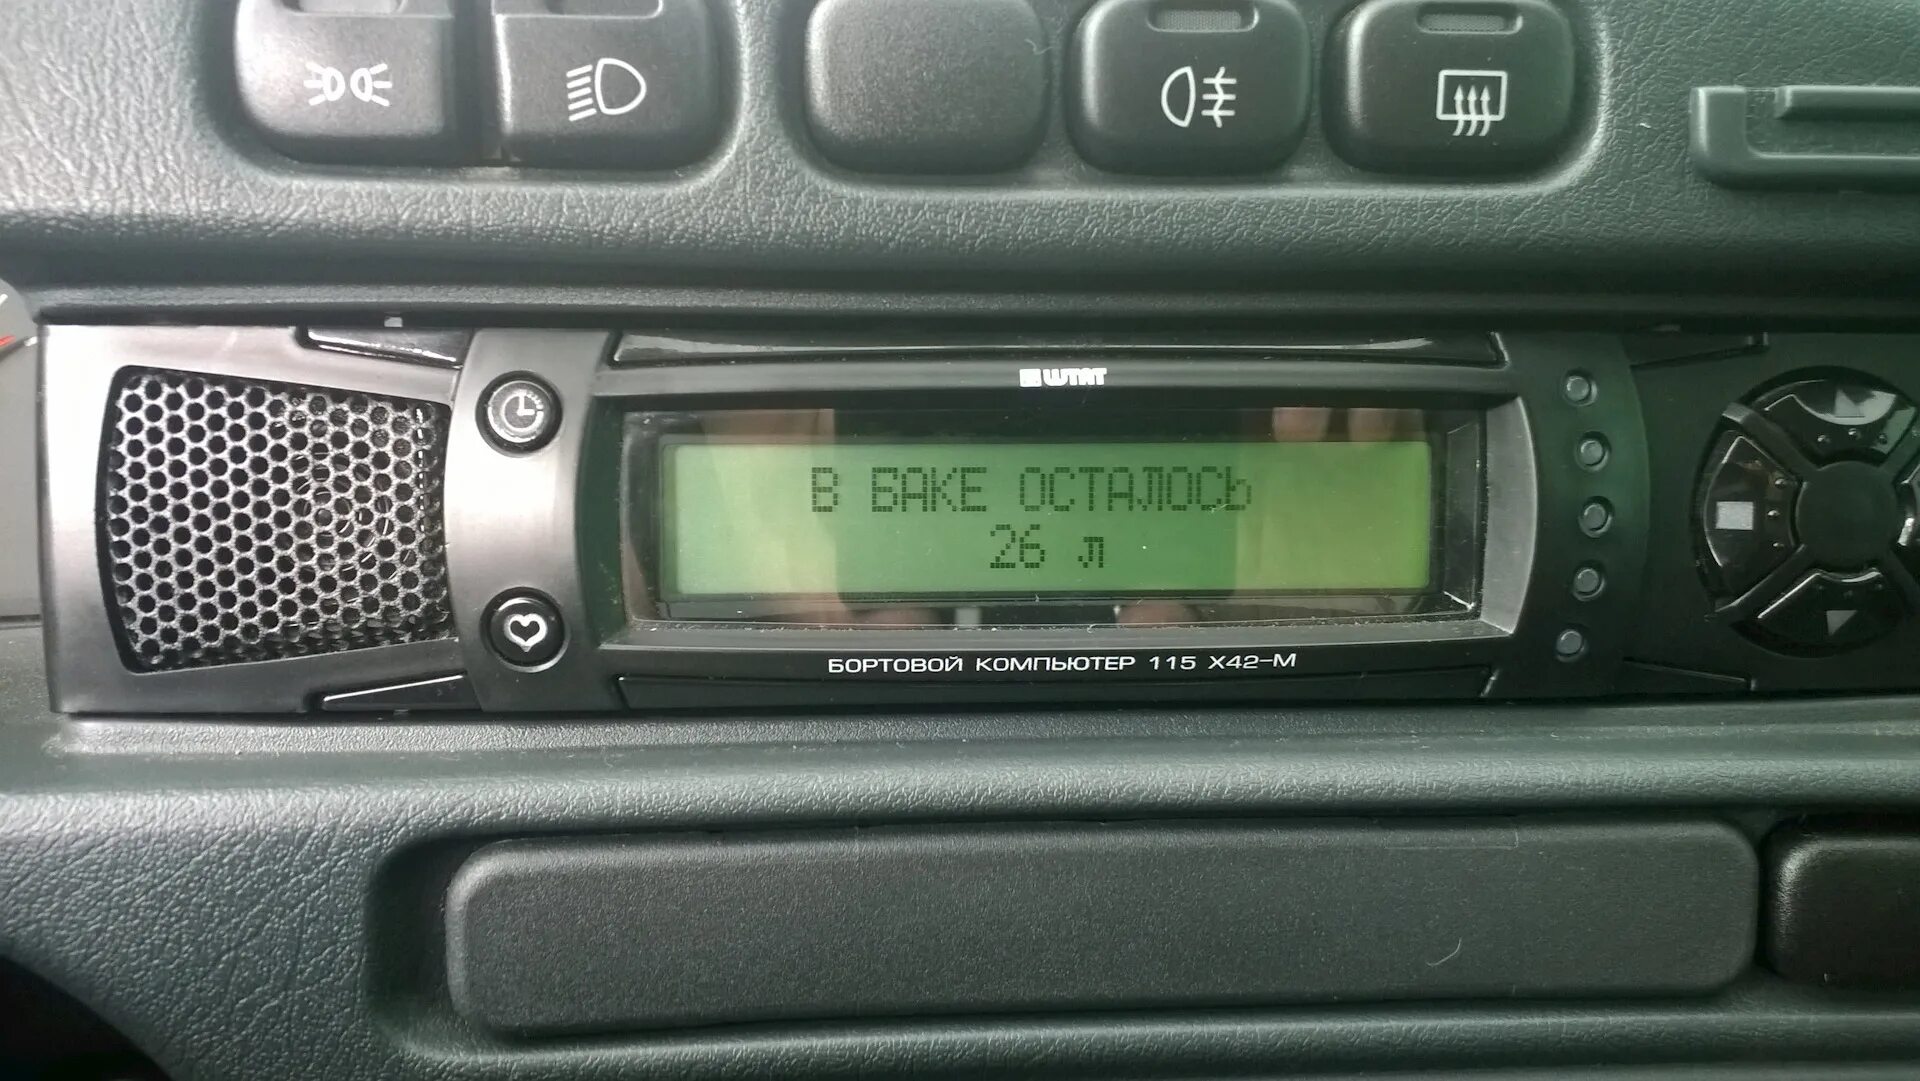 ШТАТ
В БАКЕ ОСТАЛОСЬ
26 л
БОРТОВОЙ КОМПЬЮТЕР 115 X42-М